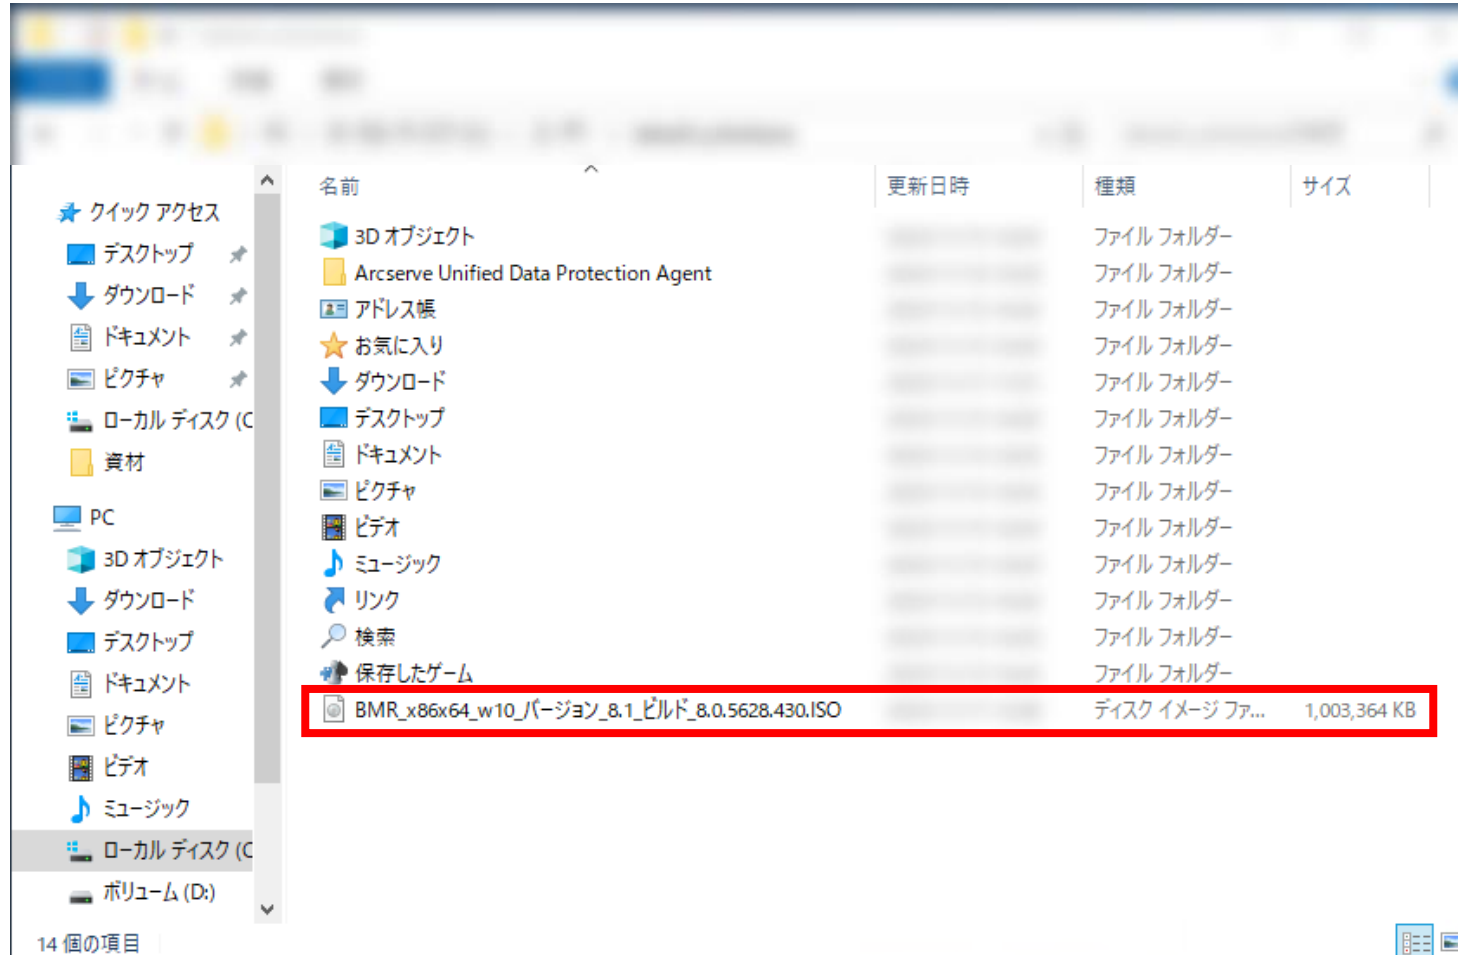 クイック アクセス
デスクトップ
ダウンロード
ドキュメント
ピクチャ
ローカル ディスク (C
資材
PC
3D オブジェクト
ダウンロード
デスクトップ
ドキュメント
ピクチャ
ビデオ
ミュージック
ローカル ディスク (C
ボリューム (D:)
名前 更新日時 種類 サイズ
3D オブジェクト ファイル フォルダー
Arcserve Unified Data Protection Agent ファイル フォルダー
アドレス帳 ファイル フォルダー
お気に入り ファイル フォルダー
ダウンロード ファイル フォルダー
デスクトップ ファイル フォルダー
ドキュメント ファイル フォルダー
ピクチャ ファイル フォルダー
ビデオ ファイル フォルダー
ミュージック ファイル フォルダー
リンク ファイル フォルダー
検索 ファイル フォルダー
保存したゲーム ファイル フォルダー
BMR_x86x64_w10_バージョン_8.1_ビルド_8.0.5628.430.ISO ディスク イメージ ファ... 1,003,364 KB
14 個の項目